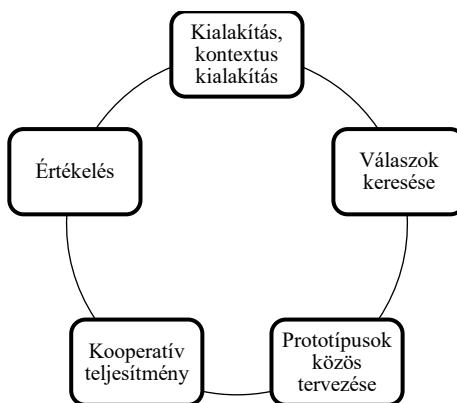 Kialakítás,
kontextus
kialakítás
Válaszok
keresése
Prototípusok
közös
tervezése
Kooperatív
teljesítmény
Értékelés